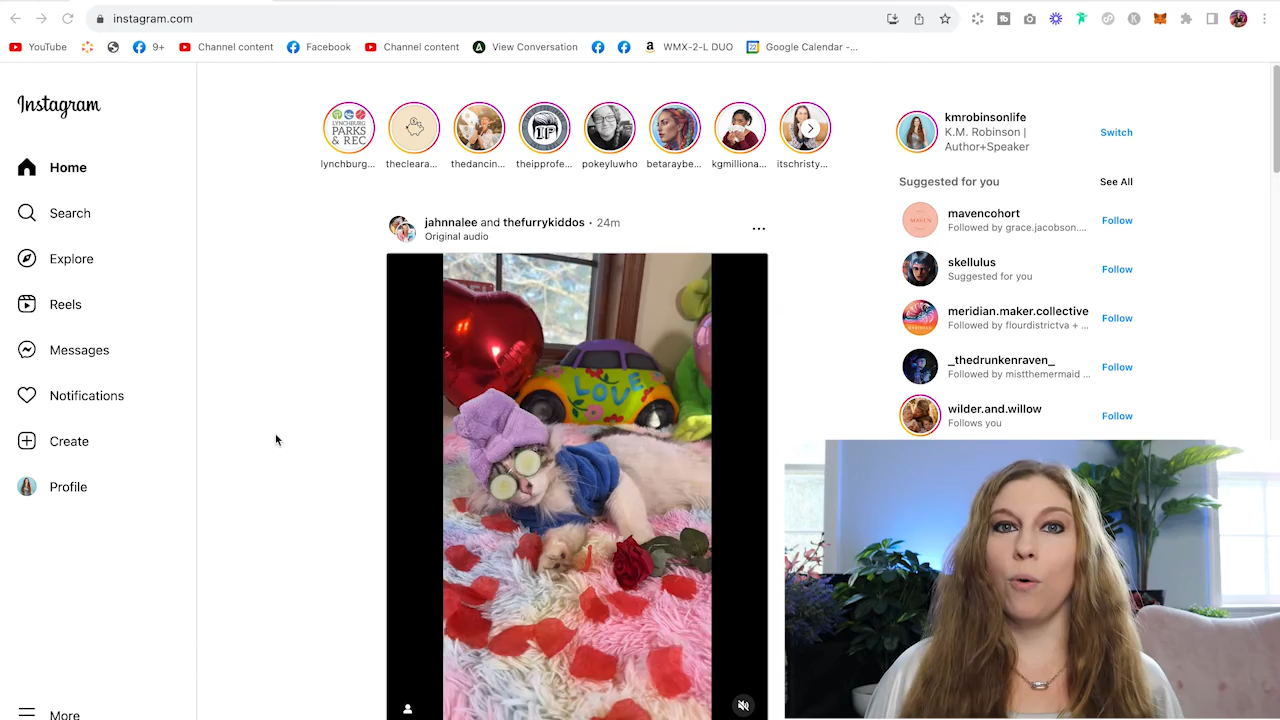 instagram.com
YouTube
9+
Channel content
Facebook
Channel content
View Conversation
WMX-2-L DUO
Google Calendar -...
Instagram
Home
Search
Explore
Reels
Messages
Notifications
Create
Profile
More
LYNCHBURG
PARKS
& REC
IP
lynchburg...
thecleara...
thedancin...
theipprofe...
pokeyluwho
betaraybe...
kgmilliona...
itschristy...
jahnnalee and thefurrykiddos • 24m
Original audio
LOVE
kmrobinsonlife
K.M. Robinson |
Author+Speaker
Switch
Suggested for you
See All
mavencohort
Followed by grace.jacobson....
Follow
skellulus
Suggested for you
Follow
meridian.maker.collective
Followed by flourdistrictva + ...
Follow
_thedrunkenraven_
Followed by mistthemermaid ...
Follow
wilder.and.willow
Follows you
Follow